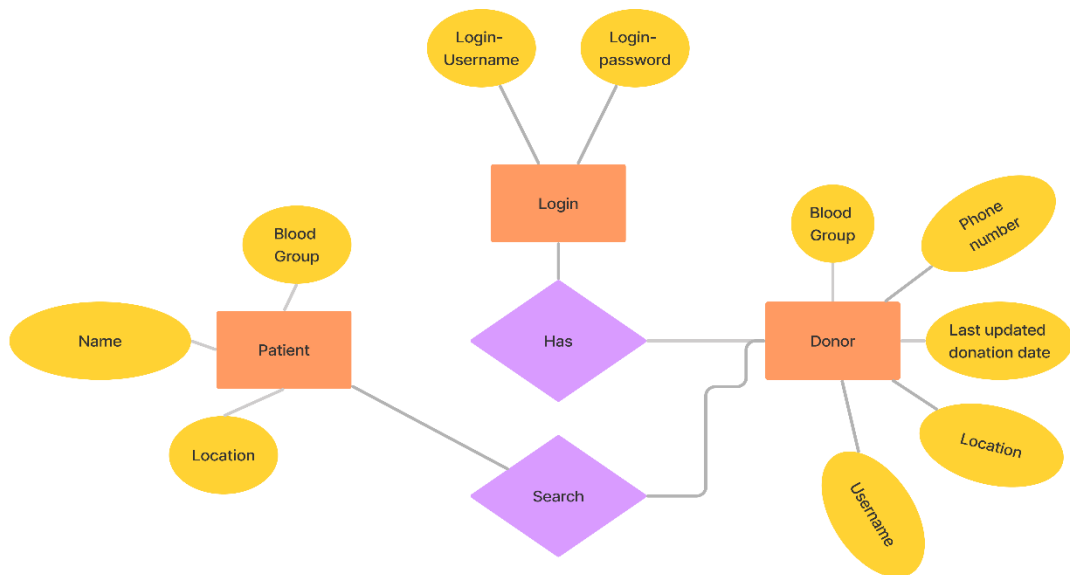 Login-
Username
Login-
password
Login
Blood
Group
Phone
number
Blood
Group
Name
Patient
Has
Donor
Last updated
donation date
Location
Location
Search
Username